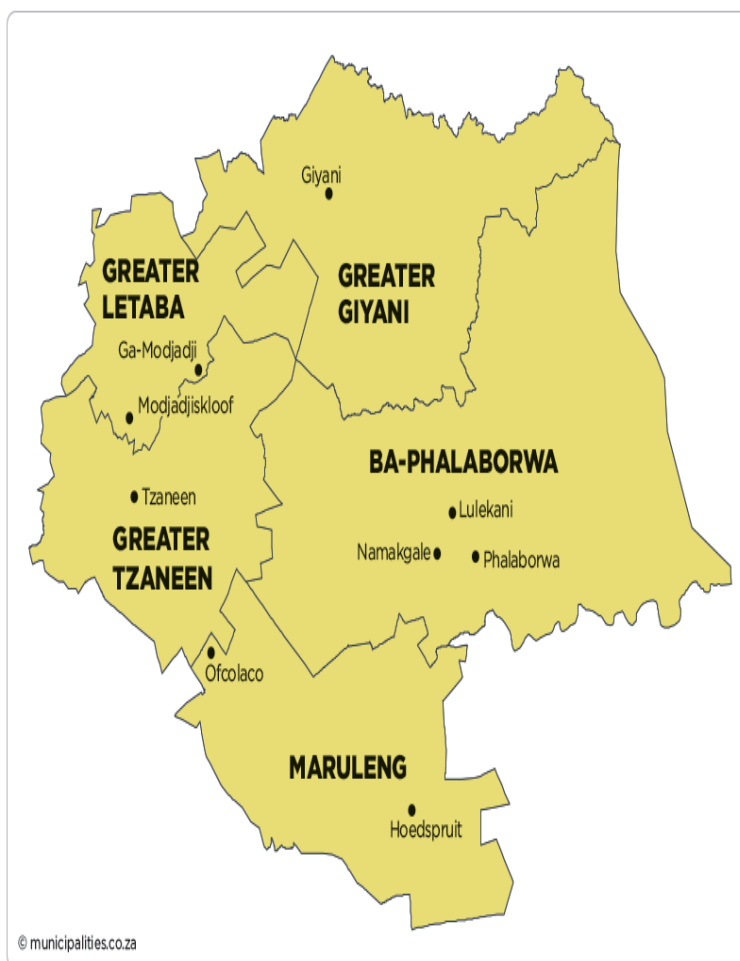 Giyani
GREATER
LETABA
GREATER
GIYANI
Ga-Modjadji
Modjadjiskloof
BA-PHALABORWA
Tzaneen
Lulekani
GREATER
TZANEEN
Namakgale
Phalaborwa
Ofcolaco
MARULENG
Hoedspruit
© municipalities.co.za